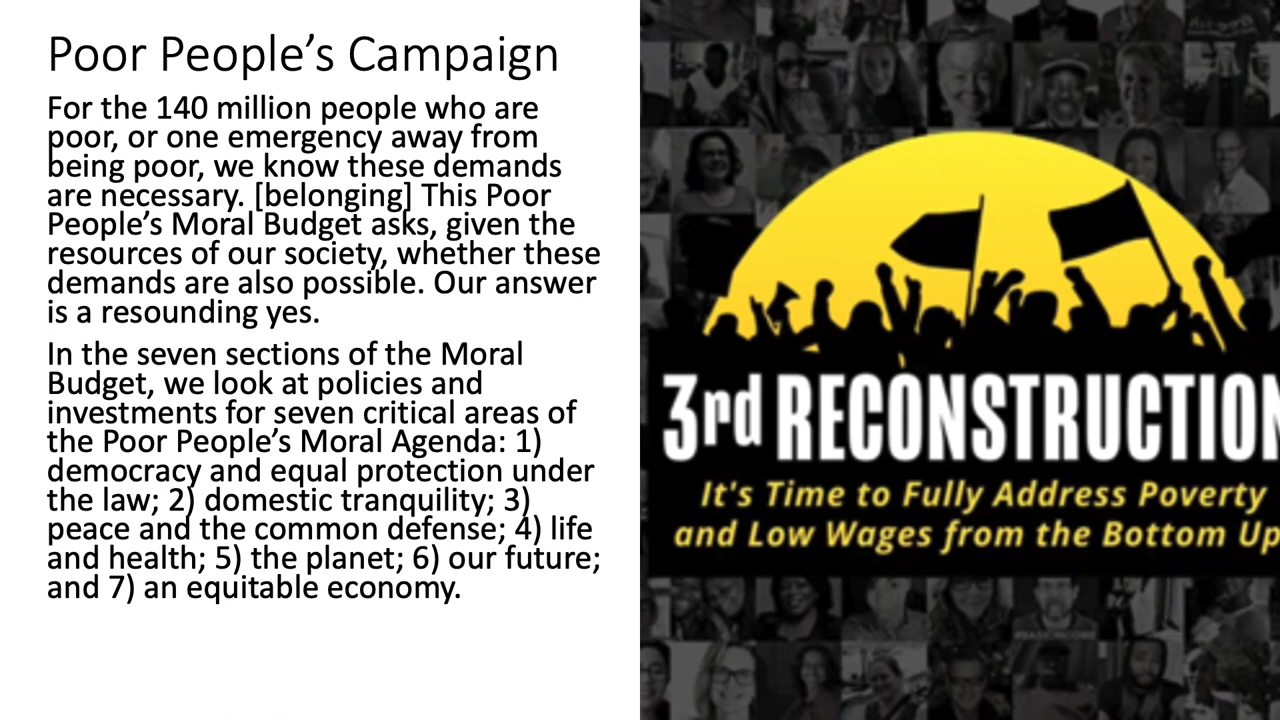 Poor People’s Campaign
For the 140 million people who are
poor, or one emergency away from
being poor, we know these demands
are necessary. [belonging] This Poor
People’s Moral Budget asks, given the
resources of our society, whether these
demands are also possible. Our answer
is a resounding yes.
In the seven sections of the Moral
Budget, we look at policies and
investments for seven critical areas of
the Poor People’s Moral Agenda: 1)
democracy and equal protection under
the law; 2) domestic tranquility; 3)
peace and the common defense; 4) life
and health; 5) the planet; 6) our future;
and 7) an equitable economy.
3rd RECONSTRUCTION
It's Time to Fully Address Poverty
and Low Wages from the Bottom Up